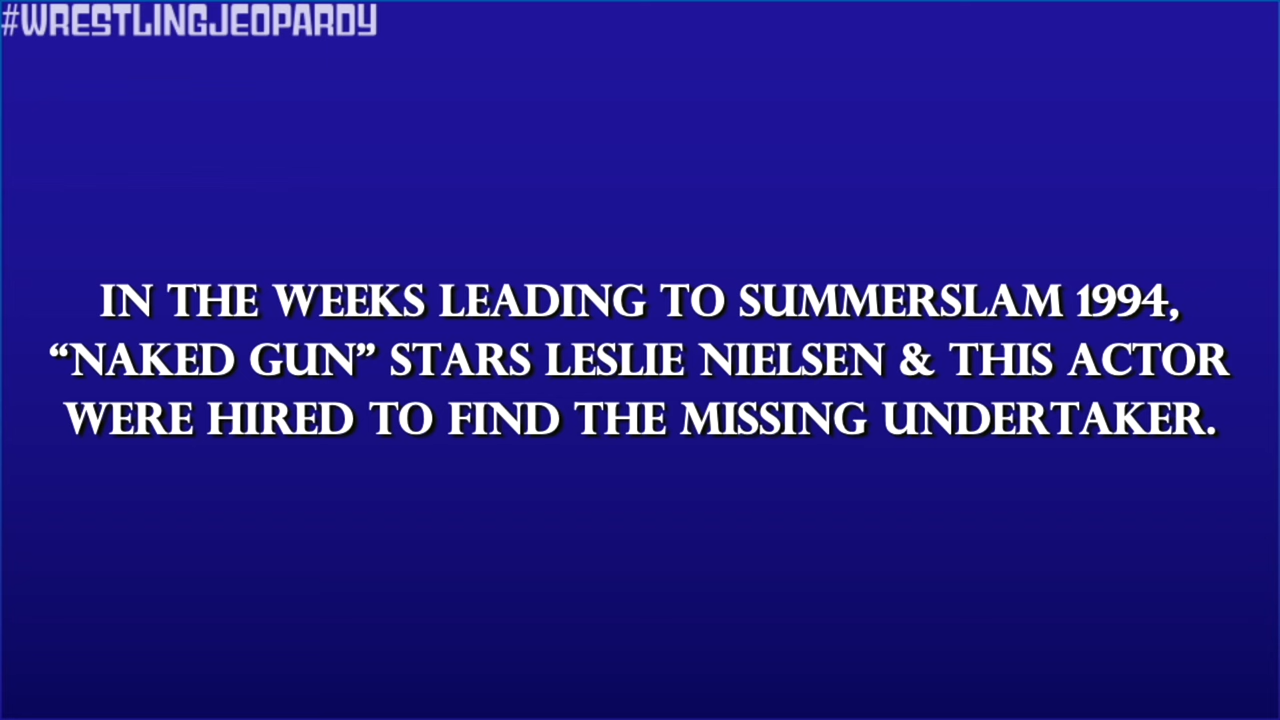 #WRESTLINGJEOPARDY
IN THE WEEKS LEADING TO SUMMERSLAM 1994,
“NAKED GUN” STARS LESLIE NIELSEN & THIS ACTOR
WERE HIRED TO FIND THE MISSING UNDERTAKER.